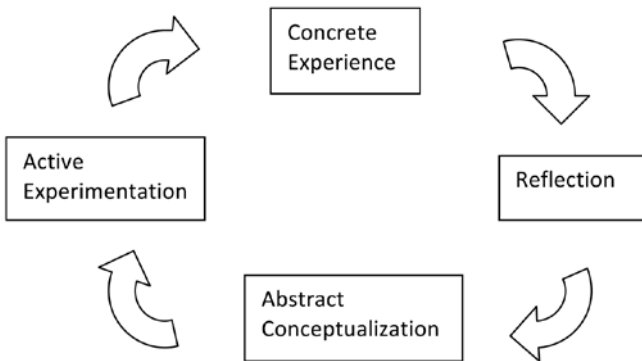 Concrete
Experience
Reflection
Abstract
Conceptualization
Active
Experimentation